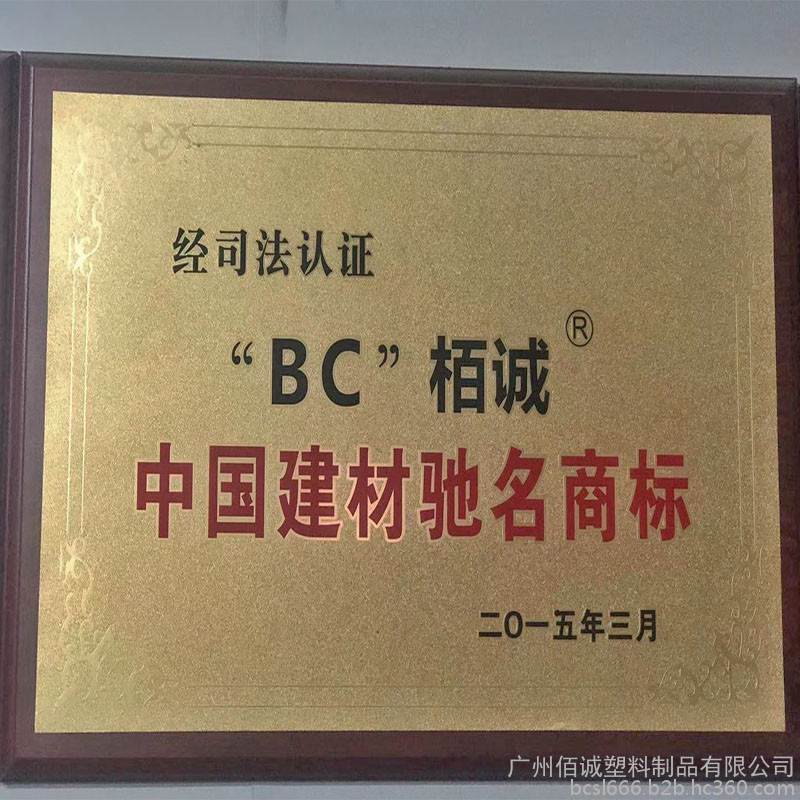 经司法认证
“BC”栢诚®
中国建材驰名商标
二O一五年三月
广州佰诚塑料制品有限公司
bcsl666.b2b.hc360.com/